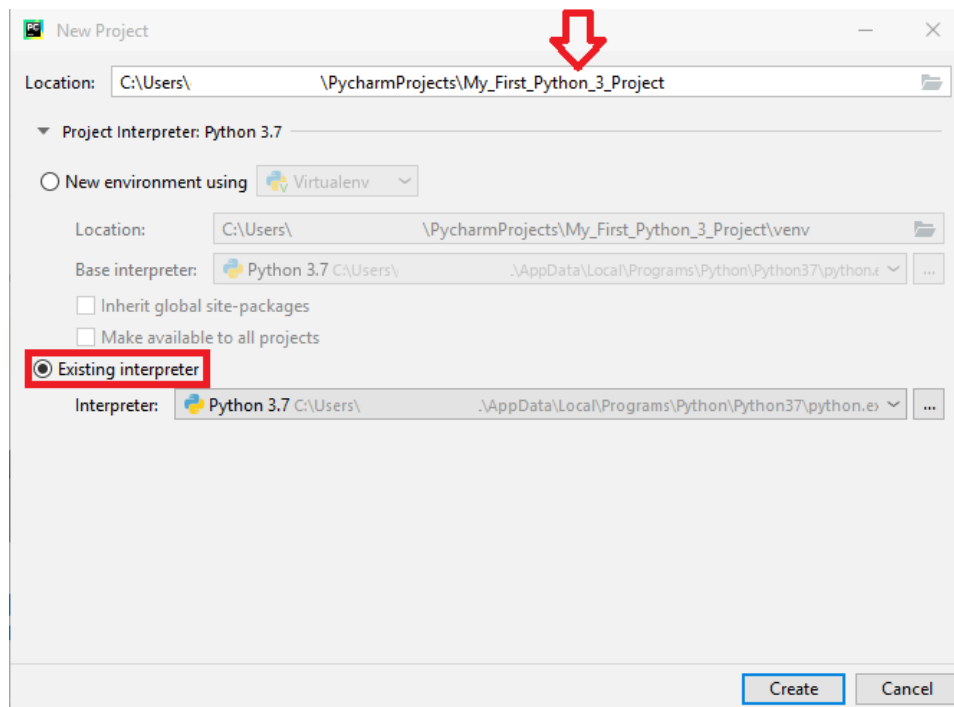 PC New Project
Location: C:\Users\ \PycharmProjects\My_First_Python_3_Project
Project Interpreter: Python 3.7
New environment using Virtualenv
Location: C:\Users\ \PycharmProjects\My_First_Python_3_Project\venv
Base interpreter: Python 3.7 C:\Users\ .\AppData\Local\Programs\Python\Python37\python.e ...
Inherit global site-packages
Make available to all projects
Existing interpreter
Interpreter: Python 3.7 C:\Users\ .\AppData\Local\Programs\Python\Python37\python.ex ...
Create Cancel